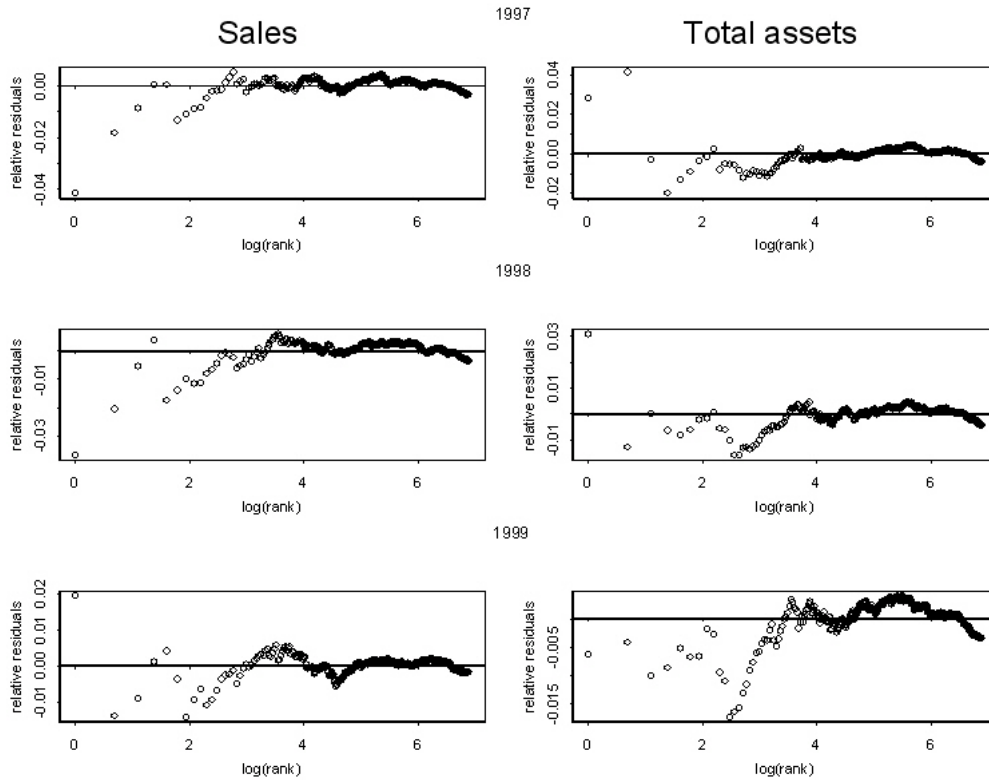 1997
Sales
Total assets
relative residuals
0.00
-0.02
-0.04
0 2 4 6
log(rank)
relative residuals
0.04
0.02
0.00
-0.02
0 2 4 6
log(rank)
1998
relative residuals
-0.01
-0.03
0 2 4 6
log(rank)
relative residuals
0.03
0.01
-0.01
0 2 4 6
log(rank)
1999
relative residuals
0.02
0.01
0.00
-0.01
0 2 4 6
log(rank)
relative residuals
-0.005
-0.015
0 2 4 6
log(rank)